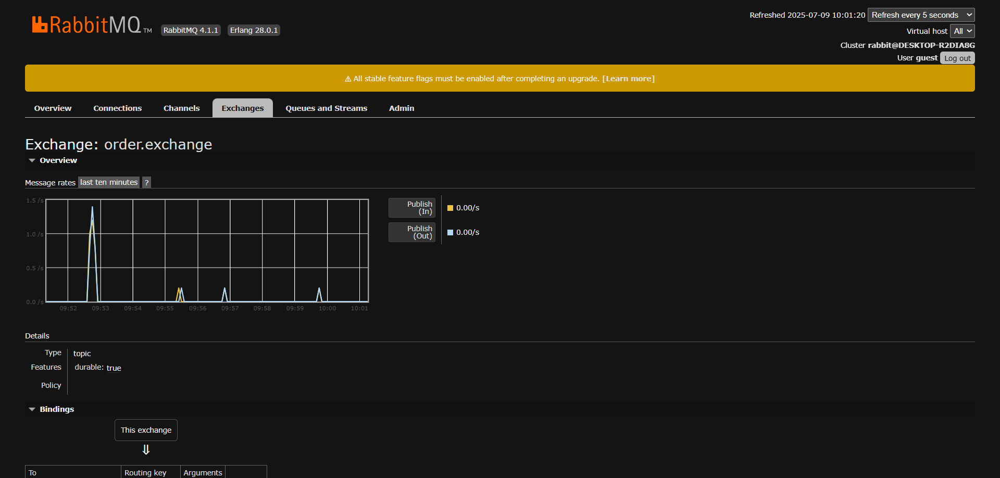 RabbitMQ TM
RabbitMQ 4.1.1 Erlang 28.0.1
Refreshed 2025-07-09 10:01:20 Refresh every 5 seconds
Virtual host All
Cluster rabbit@DESKTOP-R2DIA8G
User guest Log out
⚠ All stable feature flags must be enabled after completing an upgrade. [Learn more]
Overview Connections Channels Exchanges Queues and Streams Admin
Exchange: order.exchange
Overview
Message rates last ten minutes ?
1.5 /s
1.0 /s
0.5 /s
0.0 /s
09:52 09:53 09:54 09:55 09:56 09:57 09:58 09:59 10:00 10:01
Publish
(In)
0.00/s
Publish
(Out)
0.00/s
Details
Type topic
Features durable: true
Policy
Bindings
This exchange
⇓
To Routing key Arguments